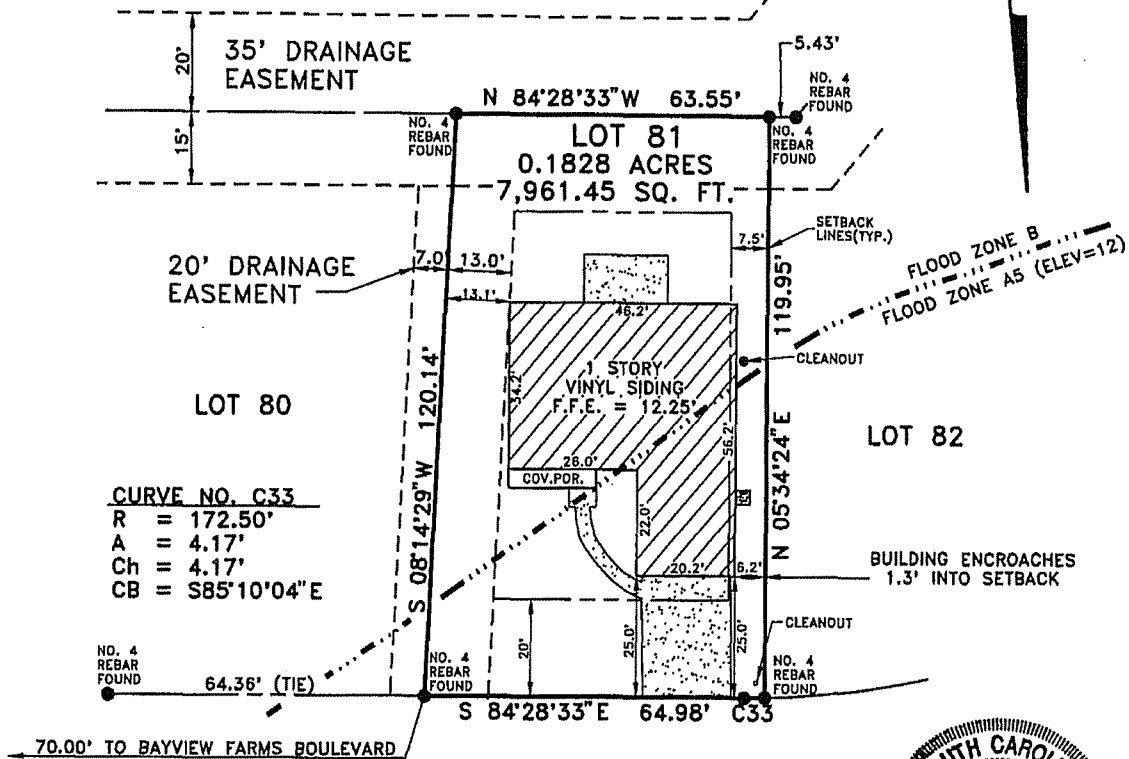 20'
35' DRAINAGE
EASEMENT
15'
5.43'
NO. 4
REBAR
FOUND
N 84°28'33"W 63.55'
NO. 4
REBAR
FOUND
NO. 4
REBAR
FOUND
LOT 81
0.1828 ACRES
7,961.45 SQ. FT.
SETBACK
LINES(TYP.)
7.5'
FLOOD ZONE B
FLOOD ZONE A5 (ELEV=12)
20' DRAINAGE
EASEMENT
7.0'
13.0'
13.1'
119.95'
46.2'
CLEANOUT
1 STORY
VINYL SIDING
F.F.E. = 12.25'
34.2'
S 08°14'29"W 120.14'
LOT 80
LOT 82
56.2'
N 05°34'24"E
26.0'
COV.POR.
22.0'
CURVE NO. C33
R = 172.50'
A = 4.17'
Ch = 4.17'
CB = S85°10'04"E
20.2'
6.2'
BUILDING ENCROACHES
1.3' INTO SETBACK
20'
25.0'
25.0'
CLEANOUT
NO. 4
REBAR
FOUND
64.36' (TIE)
NO. 4
REBAR
FOUND
NO. 4
REBAR
FOUND
S 84°28'33"E 64.98' C33
70.00' TO BAYVIEW FARMS BOULEVARD
UTH CAROL